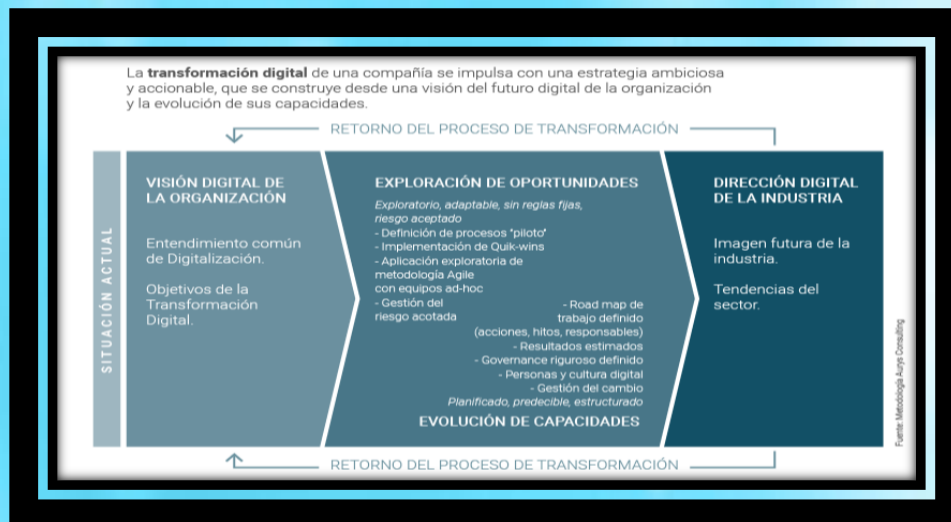 La transformación digital de una compañía se impulsa con una estrategia ambiciosa
y accionable, que se construye desde una visión del futuro digital de la organización
y la evolución de sus capacidades.
RETORNO DEL PROCESO DE TRANSFORMACIÓN
SITUACIÓN ACTUAL
VISIÓN DIGITAL DE
LA ORGANIZACIÓN
Entendimiento común
de Digitalización.
Objetivos de la
Transformación
Digital.
EXPLORACIÓN DE OPORTUNIDADES
Exploratorio, adaptable, sin reglas fijas,
riesgo aceptado
- Definición de procesos "piloto"
- Implementación de Quik-wins
- Aplicación exploratoria de
metodología Agile
con equipos ad-hoc
- Gestión del
riesgo acotada
- Road map de
trabajo definido
(acciones, hitos, responsables)
- Resultados estimados
- Governance riguroso definido
- Personas y cultura digital
- Gestión del cambio
Planificado, predecible, estructurado
EVOLUCIÓN DE CAPACIDADES
DIRECCIÓN DIGITAL
DE LA INDUSTRIA
Imagen futura de la
industria.
Tendencias del
sector.
Fuente: Metodología Aurys Consulting
RETORNO DEL PROCESO DE TRANSFORMACIÓN